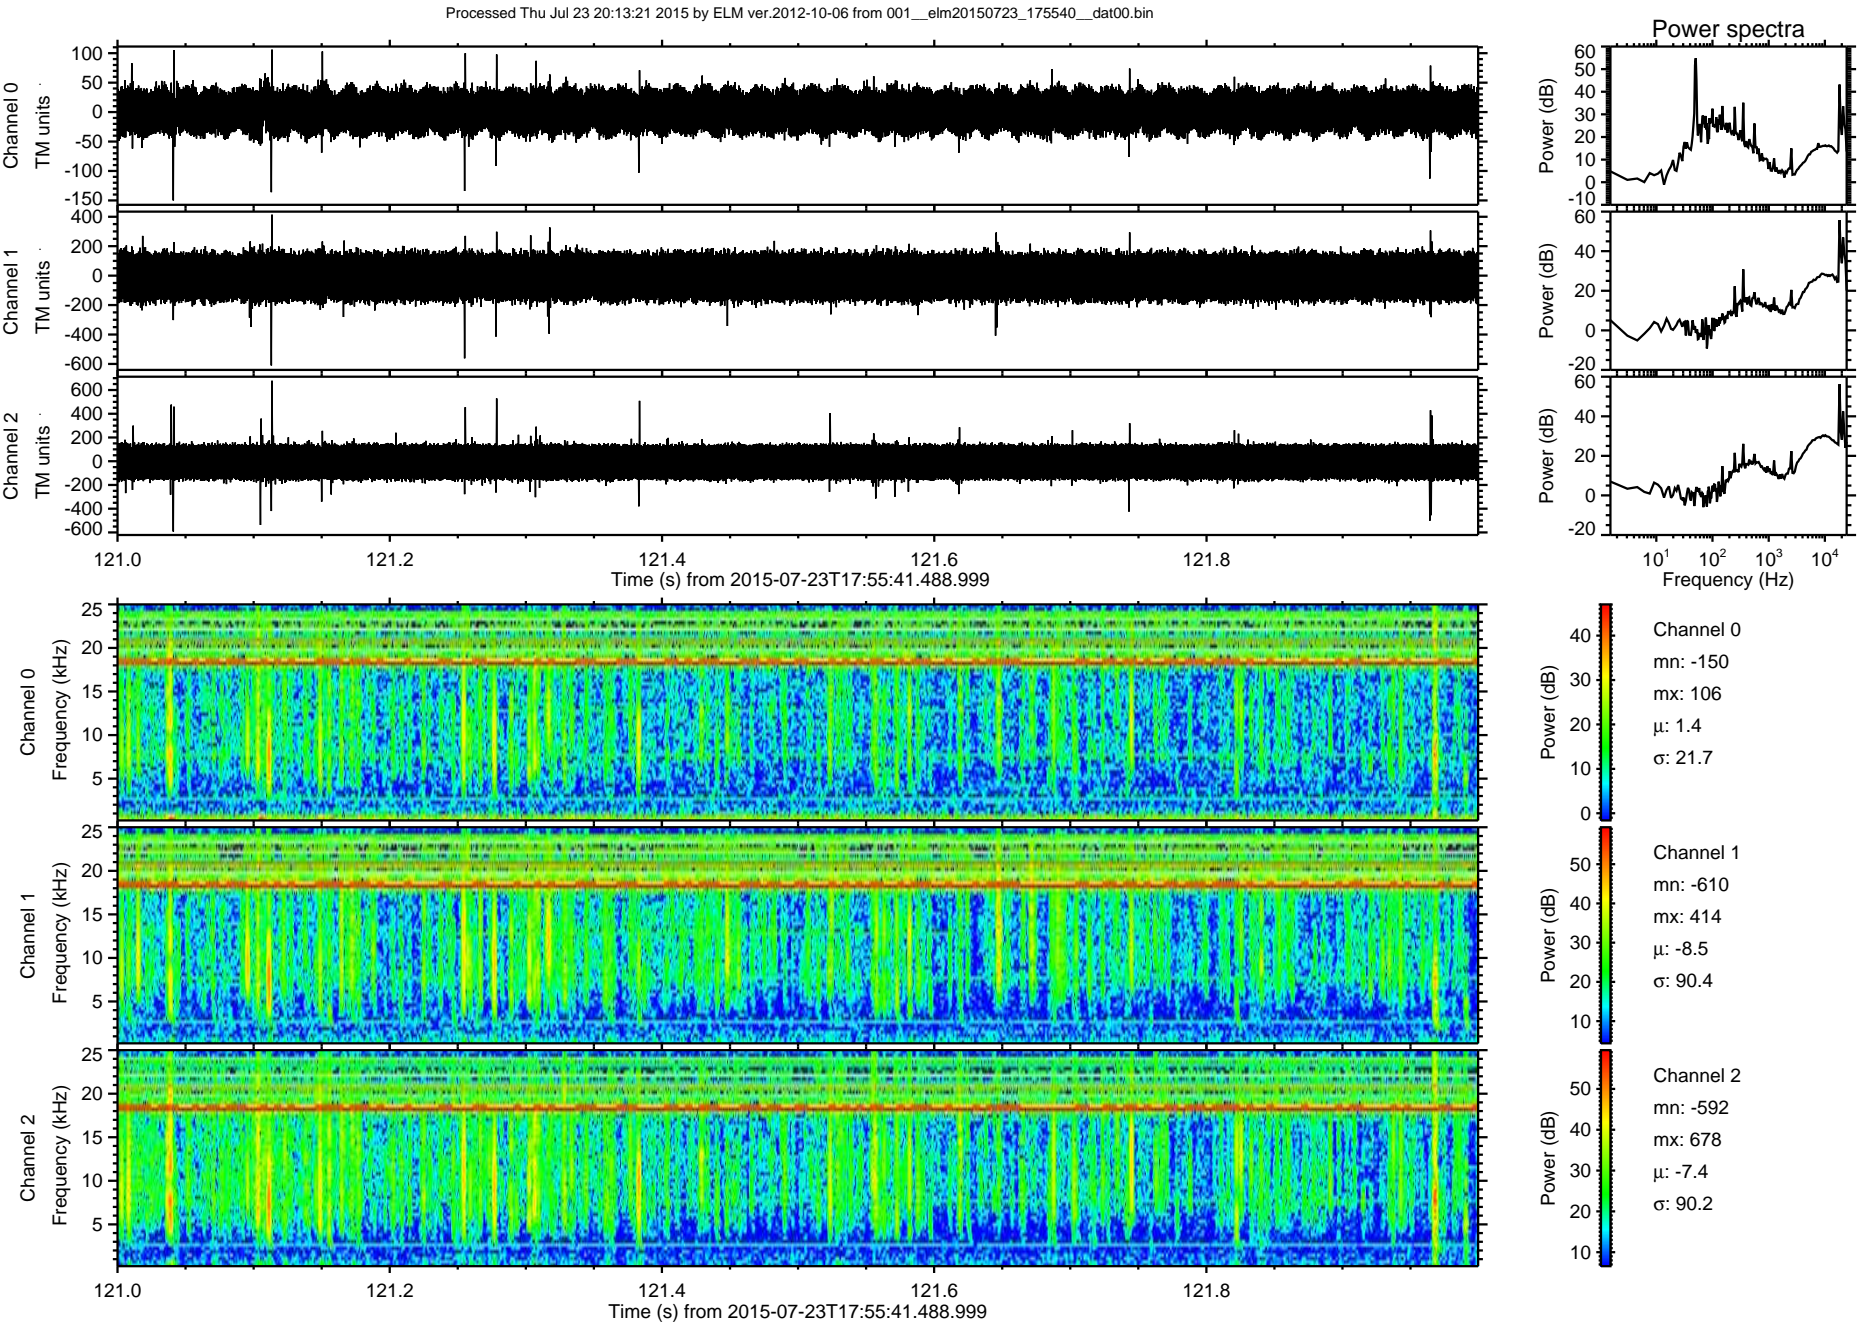 Processed Thu Jul 23 20:13:21 2015 by ELM ver.2012-10-06 from 001__elm20150723_175540__dat00.bin
Power spectra
Channel 0
TM units
100
50
0
-50
-100
-150
Power (dB)
60
50
40
30
20
10
0
-10
Channel 1
TM units
400
200
0
-200
-400
-600
Power (dB)
60
40
20
0
-20
Channel 2
TM units
600
400
200
0
-200
-400
-600
Power (dB)
60
40
20
0
-20
121.0 121.2 121.4 121.6 121.8
Time (s) from 2015-07-23T17:55:41.488.999
10¹ 10² 10³ 10⁴
Frequency (Hz)
Channel 0
Frequency (kHz)
25
20
15
10
5
Power (dB)
40
30
20
10
0
Channel 0
mn: -150
mx: 106
µ: 1.4
σ: 21.7
Channel 1
Frequency (kHz)
25
20
15
10
5
Power (dB)
50
40
30
20
10
Channel 1
mn: -610
mx: 414
µ: -8.5
σ: 90.4
Channel 2
Frequency (kHz)
25
20
15
10
5
Power (dB)
50
40
30
20
10
Channel 2
mn: -592
mx: 678
µ: -7.4
σ: 90.2
121.0 121.2 121.4 121.6 121.8
Time (s) from 2015-07-23T17:55:41.488.999